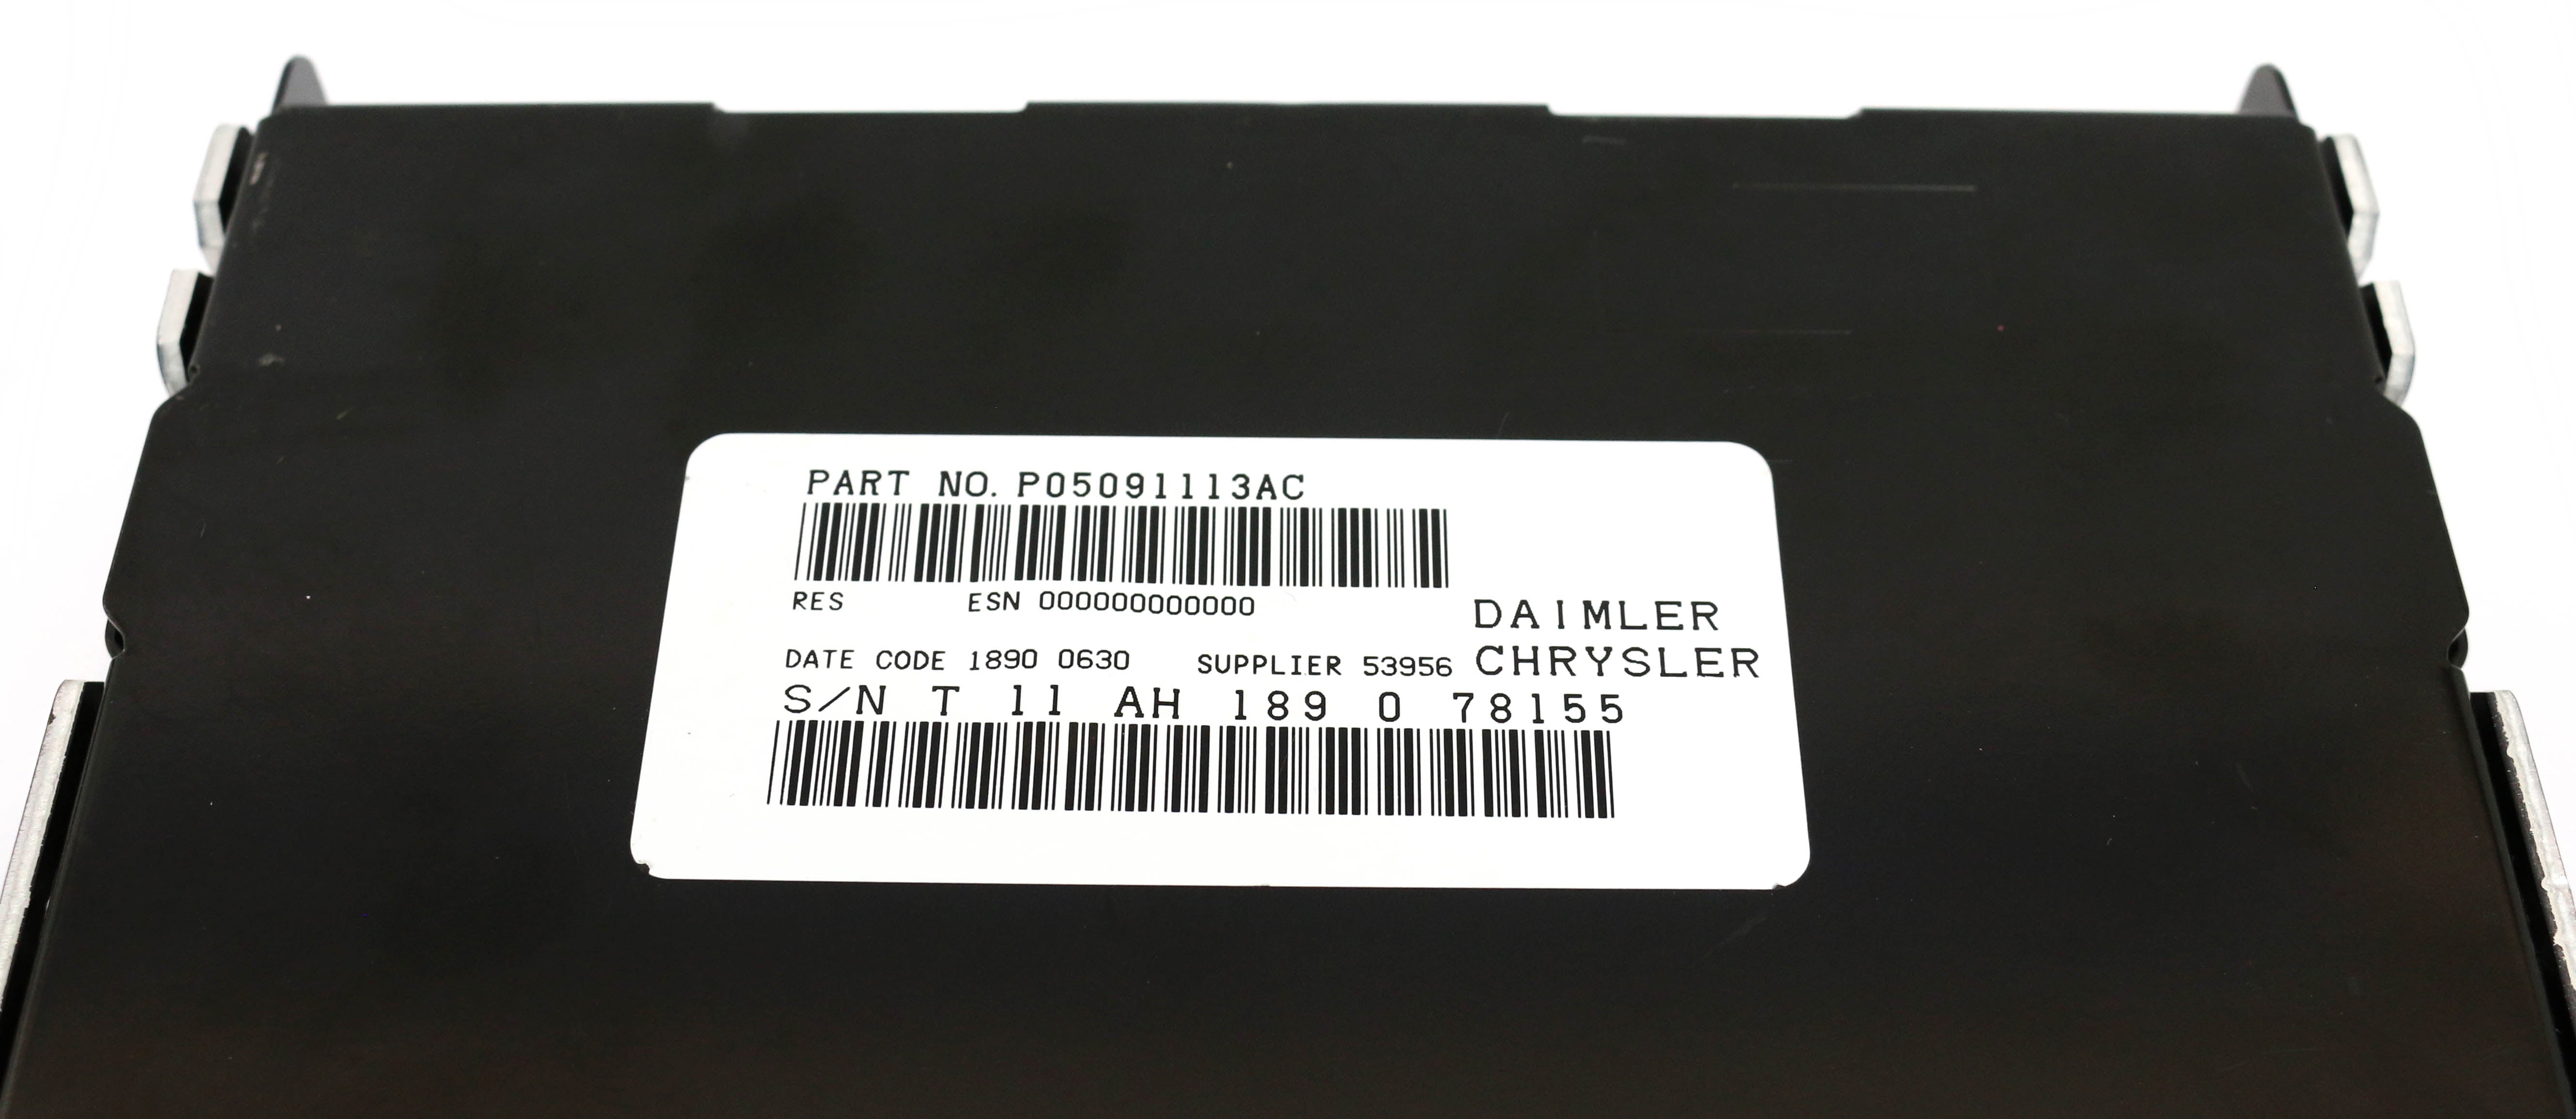 PART NO. P05091113AC
RES ESN 000000000000
DAIMLER
DATE CODE 1890 0630 SUPPLIER 53956 CHRYSLER
S/N T 11 AH 189 0 78155